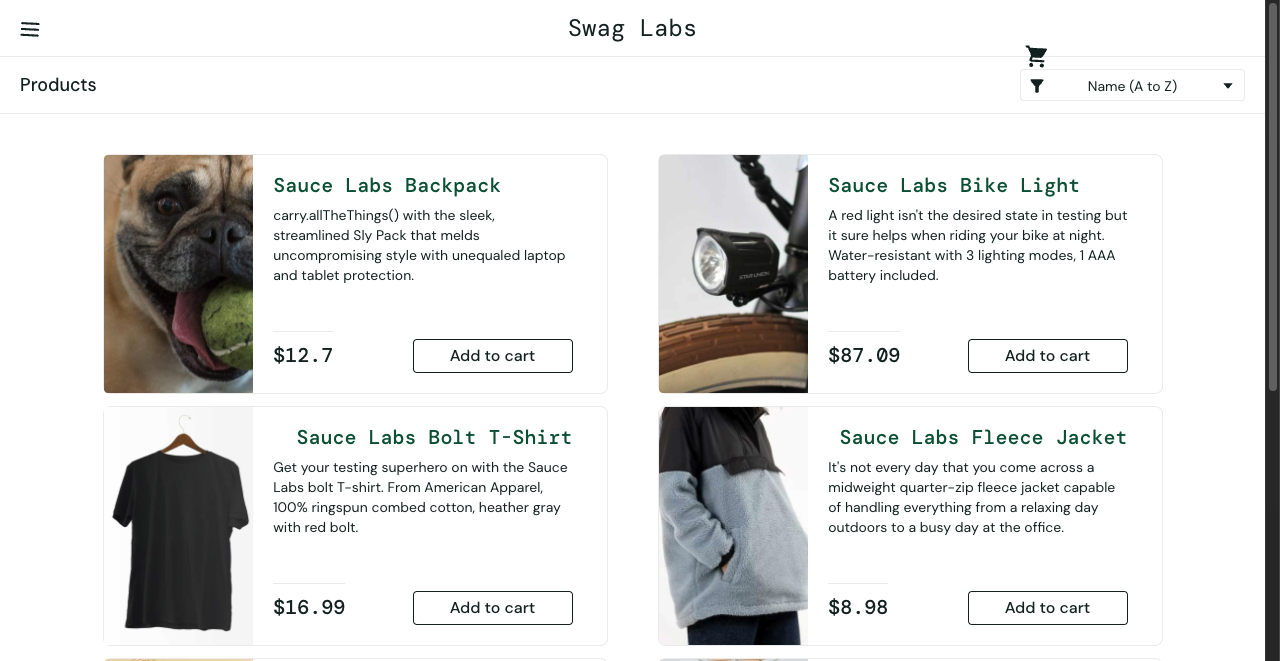 Swag Labs
Products
Name (A to Z)
Sauce Labs Backpack
carry.allTheThings() with the sleek,
streamlined Sly Pack that melds
uncompromising style with unequaled laptop
and tablet protection.
$12.7
Add to cart
Sauce Labs Bike Light
A red light isn't the desired state in testing but
it sure helps when riding your bike at night.
Water-resistant with 3 lighting modes, 1 AAA
battery included.
$87.09
Add to cart
Sauce Labs Bolt T-Shirt
Get your testing superhero on with the Sauce
Labs bolt T-shirt. From American Apparel,
100% ringspun combed cotton, heather gray
with red bolt.
$16.99
Add to cart
Sauce Labs Fleece Jacket
It's not every day that you come across a
midweight quarter-zip fleece jacket capable
of handling everything from a relaxing day
outdoors to a busy day at the office.
$8.98
Add to cart